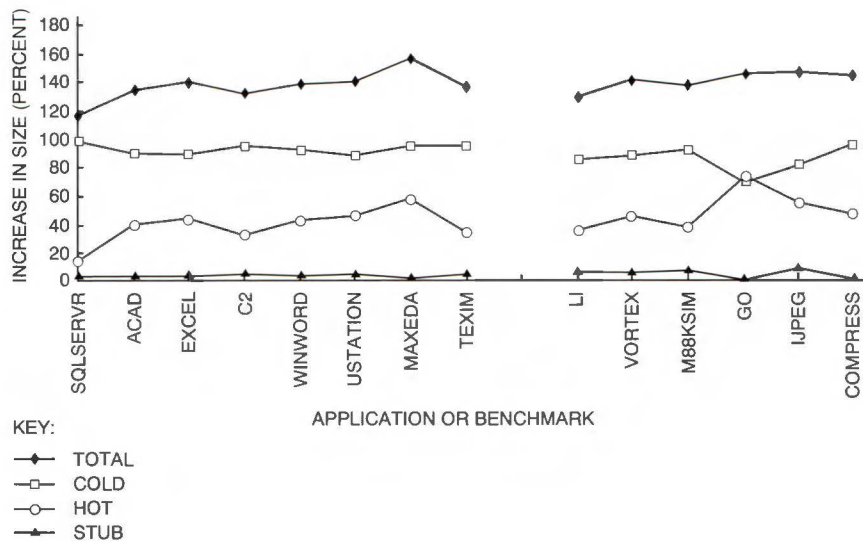 INCREASE IN SIZE (PERCENT)
180
160
140
120
100
80
60
40
20
0
SQLSERVR
ACAD
EXCEL
C2
WINWORD
USTATION
MAXEDA
TEXIM
LI
VORTEX
M88KSIM
GO
IJPEG
COMPRESS
APPLICATION OR BENCHMARK
KEY:
TOTAL
COLD
HOT
STUB